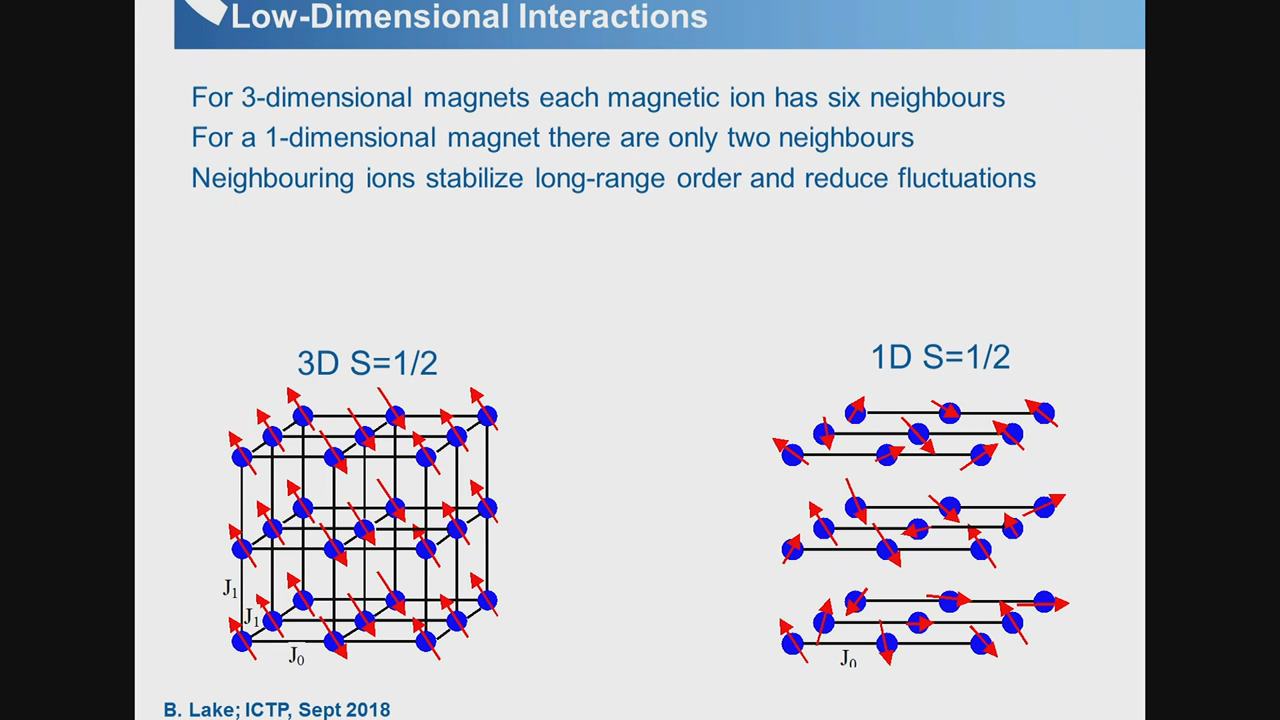 Low-Dimensional Interactions
For 3-dimensional magnets each magnetic ion has six neighbours
For a 1-dimensional magnet there are only two neighbours
Neighbouring ions stabilize long-range order and reduce fluctuations
3D S=1/2
1D S=1/2
J₁
J₁
J₀
J₀
B. Lake; ICTP, Sept 2018